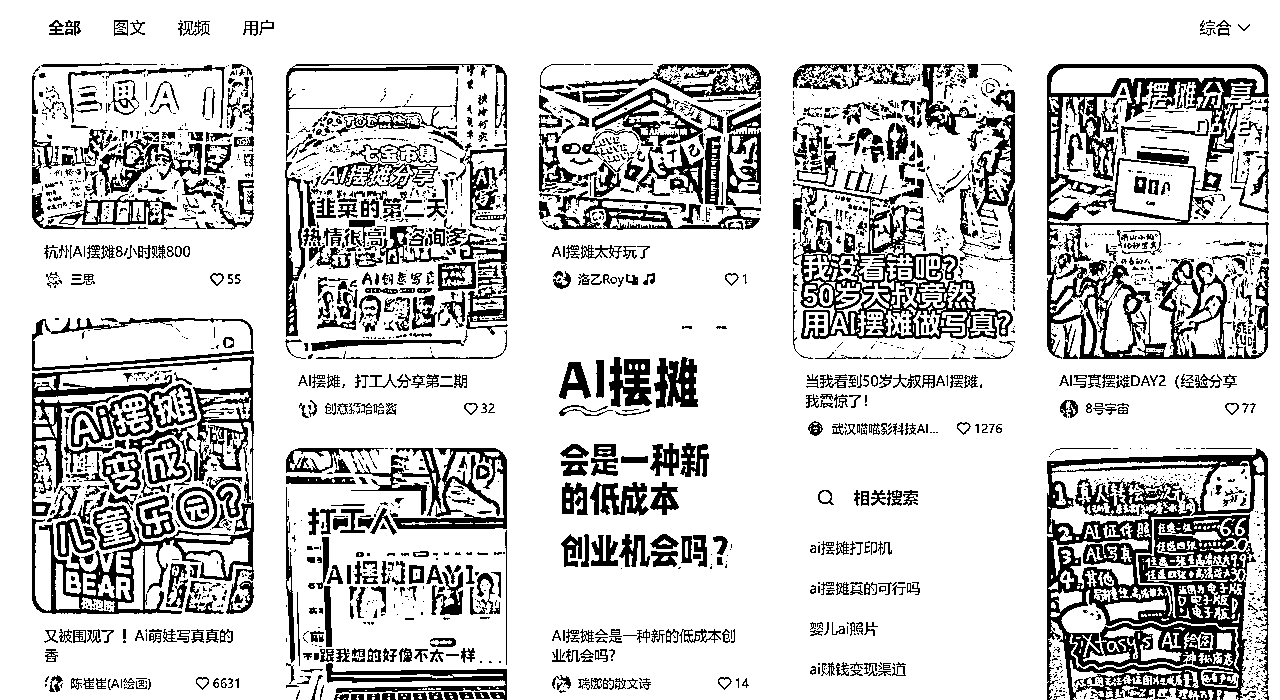 全部 图文 视频 用户
综合
三思A
杭州AI摆摊8小时赚800
三思
55
Ai摆摊
变成
儿童乐园?
LOVE
BEAR
又被围观了！Ai萌娃写真真的
香
陈崔崔(AI绘画)
6631
七宝市集
AI摆摊分享
韭菜的第二天
热情很高 咨询多
AI创意写真
AI摆摊，打工人分享第二期
32
打工人
AI摆摊DAY1
跟我想的好像不太一样...
AI摆摊太好玩了
洛乙Roy
1
AI摆摊
会是一种新
的低成本
创业机会吗?
AI摆摊会是一种新的低成本创
业机会吗?
瑞娜的散文诗
14
我没看错吧?
50岁大叔竟然
用AI摆摊做写真?
当我看到50岁大叔用AI摆摊,
我震惊了!
武汉喵喵影科技AI...
1276
相关搜索
ai摆摊打印机
ai摆摊真的可行吗
婴儿ai照片
ai赚钱变现渠道
AI摆摊分享
AI写真摆摊DAY2（经验分享
8号宇宙
77
2. AI证件照
3. AI写真
4. 其他
AI绘图